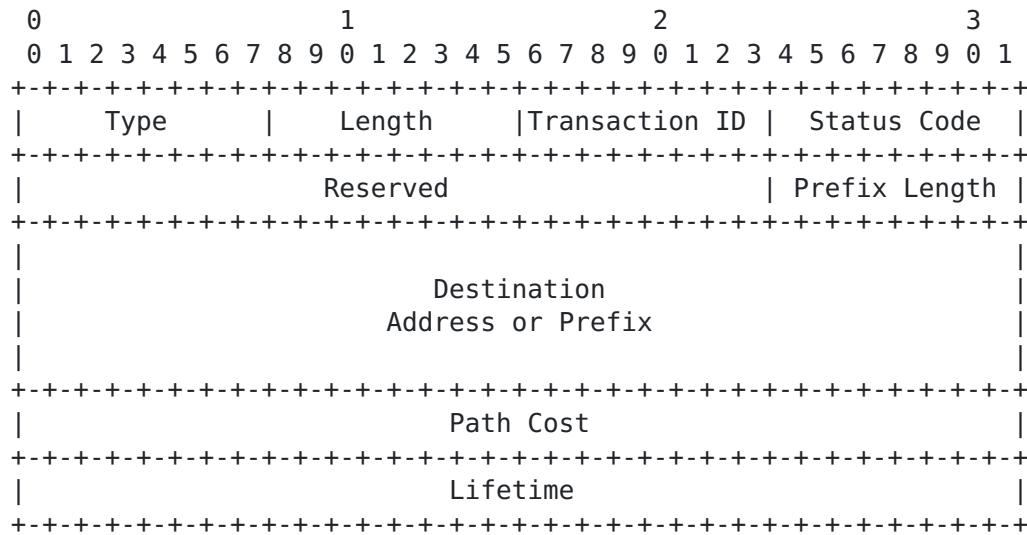 0                   1                   2                   3
 0 1 2 3 4 5 6 7 8 9 0 1 2 3 4 5 6 7 8 9 0 1 2 3 4 5 6 7 8 9 0 1
+-+-+-+-+-+-+-+-+-+-+-+-+-+-+-+-+-+-+-+-+-+-+-+-+-+-+-+-+-+-+-+-+
|     Type      |    Length     |Transaction ID |  Status Code  |
+-+-+-+-+-+-+-+-+-+-+-+-+-+-+-+-+-+-+-+-+-+-+-+-+-+-+-+-+-+-+-+-+
|                   Reserved                    | Prefix Length |
+-+-+-+-+-+-+-+-+-+-+-+-+-+-+-+-+-+-+-+-+-+-+-+-+-+-+-+-+-+-+-+-+
|                                                               |
|                          Destination                          |
|                       Address or Prefix                       |
|                                                               |
+-+-+-+-+-+-+-+-+-+-+-+-+-+-+-+-+-+-+-+-+-+-+-+-+-+-+-+-+-+-+-+-+
|                           Path Cost                           |
+-+-+-+-+-+-+-+-+-+-+-+-+-+-+-+-+-+-+-+-+-+-+-+-+-+-+-+-+-+-+-+-+
|                           Lifetime                            |
+-+-+-+-+-+-+-+-+-+-+-+-+-+-+-+-+-+-+-+-+-+-+-+-+-+-+-+-+-+-+-+-+